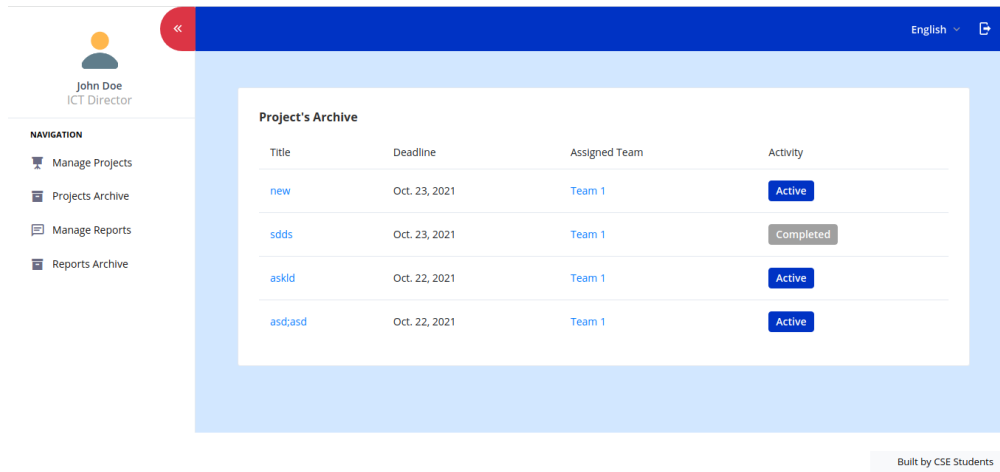 English
John Doe
ICT Director
NAVIGATION
Manage Projects
Projects Archive
Manage Reports
Reports Archive
Project's Archive
Title Deadline Assigned Team Activity
new Oct. 23, 2021 Team 1 Active
sdds Oct. 23, 2021 Team 1 Completed
askld Oct. 22, 2021 Team 1 Active
asd;asd Oct. 22, 2021 Team 1 Active
Built by CSE Students